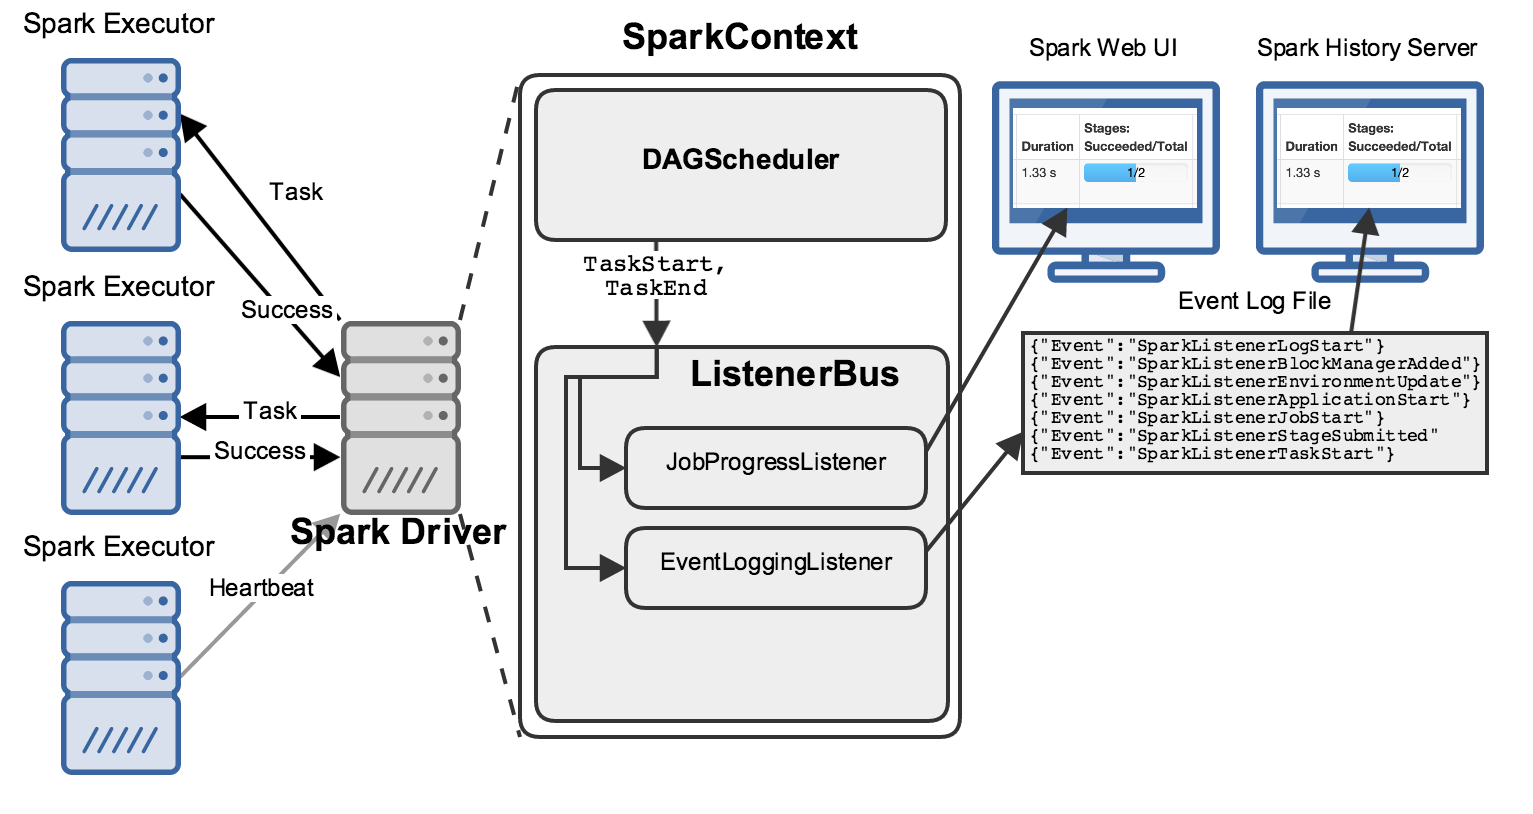 Spark Executor
Task
Success
Spark Executor
Task
Success
Spark Driver
Spark Executor
Heartbeat
SparkContext
DAGScheduler
TaskStart,
TaskEnd
ListenerBus
JobProgressListener
EventLoggingListener
Spark Web UI
Stages:
Duration Succeeded/Total
1.33 s 1/2
Spark History Server
Stages:
Duration Succeeded/Total
1.33 s 1/2
Event Log File
{"Event":"SparkListenerLogStart"}
{"Event":"SparkListenerBlockManagerAdded"}
{"Event":"SparkListenerEnvironmentUpdate"}
{"Event":"SparkListenerApplicationStart"}
{"Event":"SparkListenerJobStart"}
{"Event":"SparkListenerStageSubmitted"
{"Event":"SparkListenerTaskStart"}